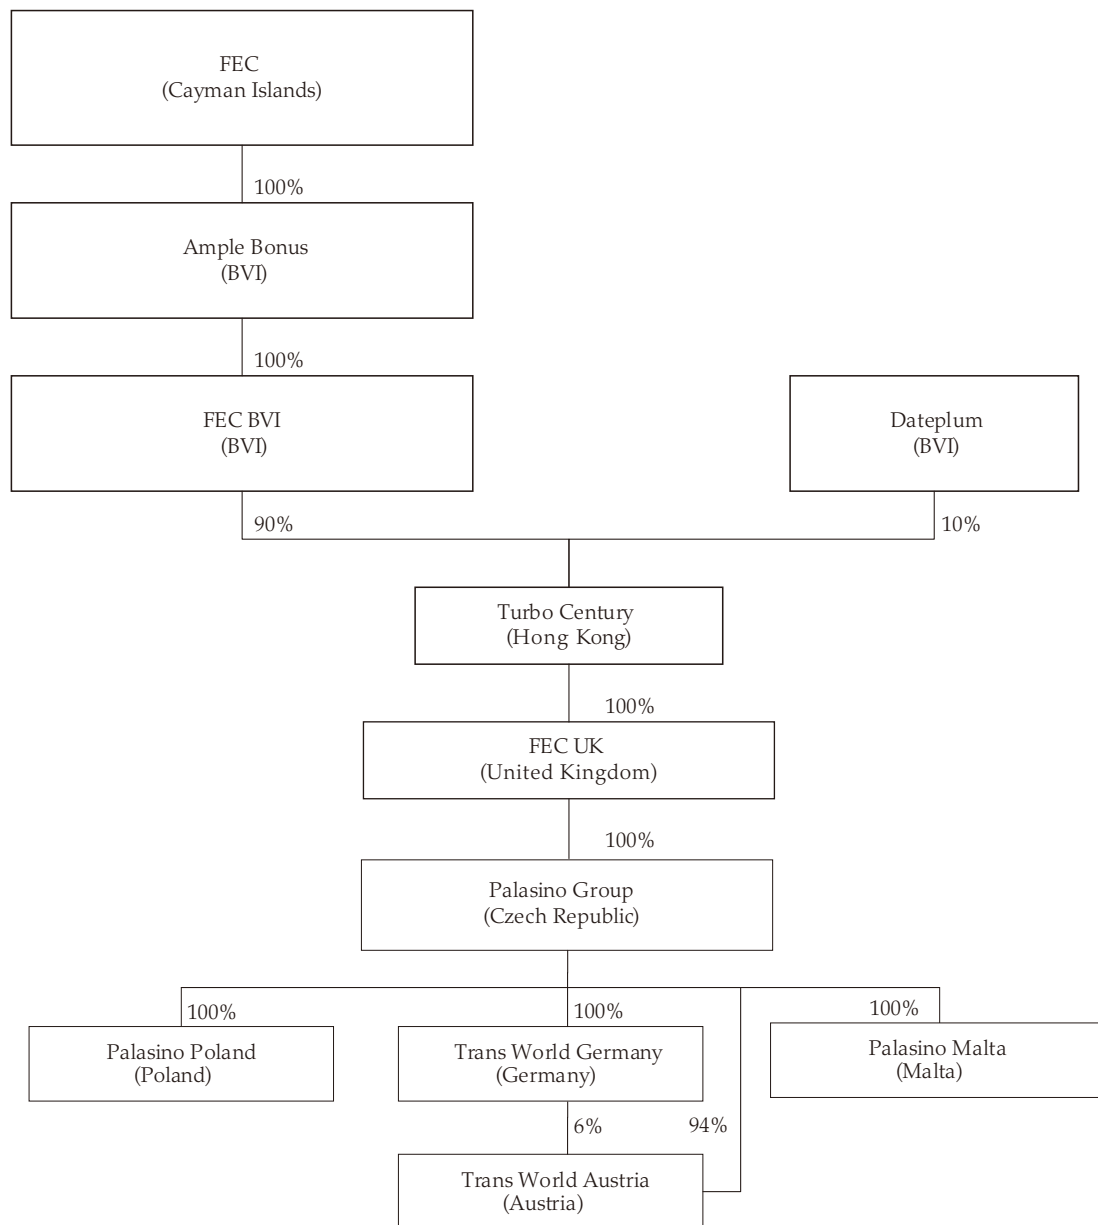 FEC
(Cayman Islands)
100%
Ample Bonus
(BVI)
100%
FEC BVI
(BVI)
Dateplum
(BVI)
90%
10%
Turbo Century
(Hong Kong)
100%
FEC UK
(United Kingdom)
100%
Palasino Group
(Czech Republic)
100%
100%
100%
Palasino Poland
(Poland)
Trans World Germany
(Germany)
Palasino Malta
(Malta)
6%
94%
Trans World Austria
(Austria)